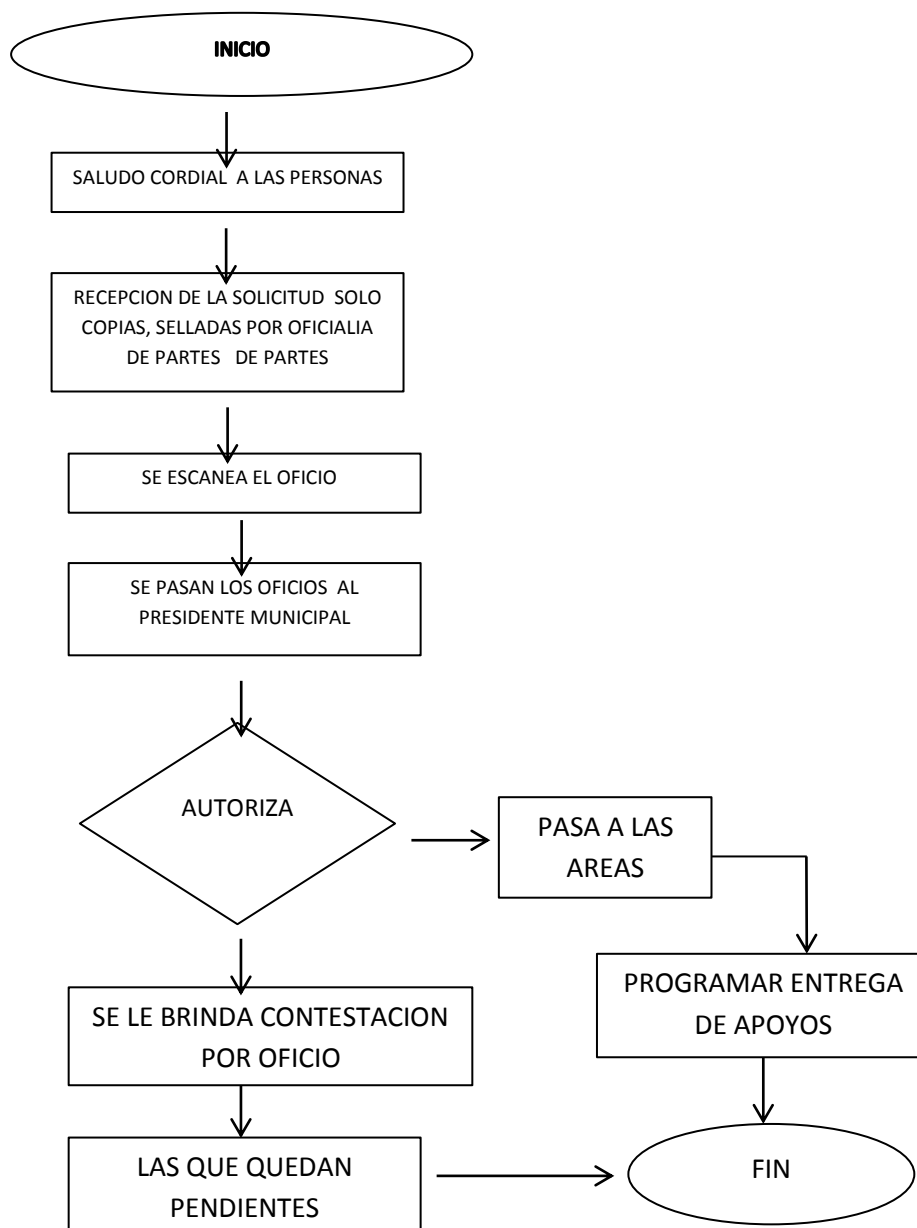 INICIO
SALUDO CORDIAL A LAS PERSONAS
RECEPCION DE LA SOLICITUD SOLO
COPIAS, SELLADAS POR OFICIALIA
DE PARTES DE PARTES
SE ESCANEA EL OFICIO
SE PASAN LOS OFICIOS AL
PRESIDENTE MUNICIPAL
AUTORIZA
PASA A LAS
AREAS
PROGRAMAR ENTREGA
DE APOYOS
SE LE BRINDA CONTESTACION
POR OFICIO
LAS QUE QUEDAN
PENDIENTES
FIN